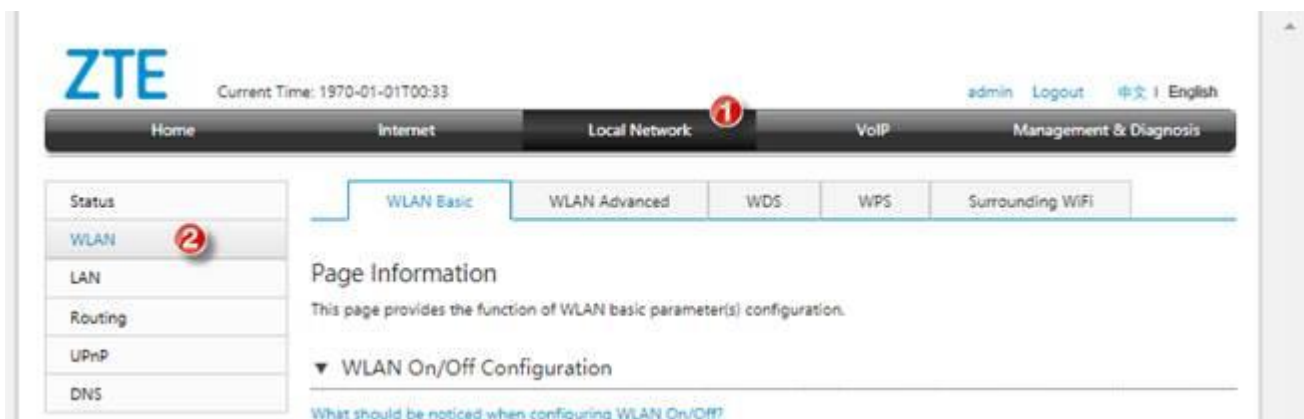 ZTE
Current Time: 1970-01-01T00:33
admin Logout 中文 | English
Home Internet Local Network 1 VoIP Management & Diagnosis
Status
WLAN 2
LAN
Routing
UPnP
DNS
WLAN Basic WLAN Advanced WDS WPS Surrounding WiFi
Page Information
This page provides the function of WLAN basic parameter(s) configuration.
▼ WLAN On/Off Configuration
What should be noticed when configuring WLAN On/Off?